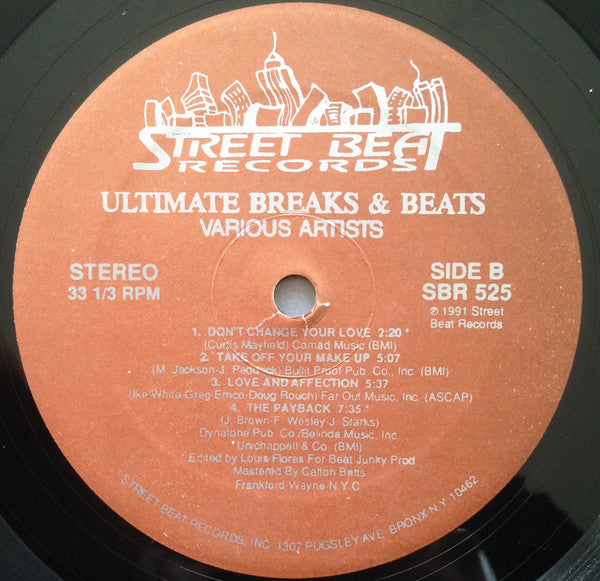 STREET BEAT
RECORDS
ULTIMATE BREAKS & BEATS
VARIOUS ARTISTS
STEREO
33 1/3 RPM
SIDE B
SBR 525
℗ 1991 Street
Beat Records
1. DON'T CHANGE YOUR LOVE 2:20 *
(Curtis Mayfield) Camad Music (BMI)
2. TAKE OFF YOUR MAKE UP 5:07
(M. Jackson-J. Peddock) Bullit Proof Pub. Co., Inc. (BMI)
3. LOVE AND AFFECTION 5:37
(Ike White-Greg Emco-Doug Rouch) Far Out Music, Inc. (ASCAP)
4. THE PAYBACK 7:35 *
(J. Brown-F. Wesley-J. Starks)
Dynatone Pub. Co./Belinda Music, Inc
*Unichappell & Co. (BMI)
* Edited by Louis Flores For Beat Junky Prod
Mastered By Carlton Batts
Frankford Wayne N.Y.C.
STREET BEAT RECORDS, INC. 1307 PUGSLEY AVE. BRONX N.Y. 10462